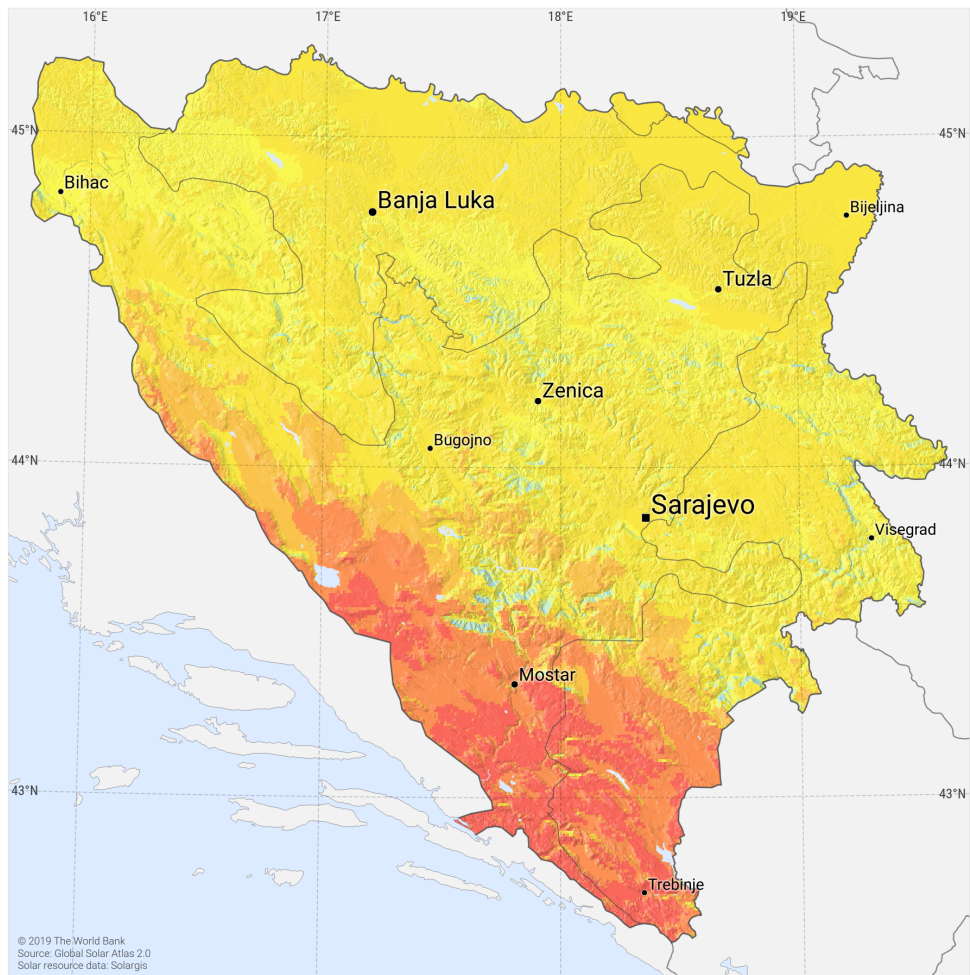 16°E
17°E
18°E
19°E
45°N
45°N
Bihac
Banja Luka
Bijeljina
Tuzla
Zenica
Bugojno
44°N
44°N
Sarajevo
Visegrad
Mostar
43°N
43°N
Trebinje
© 2019 The World Bank
Source: Global Solar Atlas 2.0
Solar resource data: Solargis